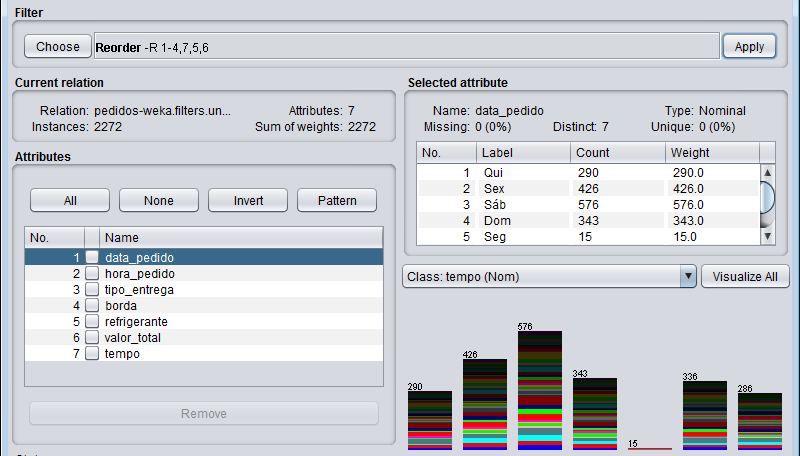 Filter
Choose Reorder -R 1-4,7,5,6 Apply
Current relation
Relation: pedidos-weka.filters.un... Attributes: 7
Instances: 2272 Sum of weights: 2272
Attributes
All None Invert Pattern
No. Name
1 data_pedido
2 hora_pedido
3 tipo_entrega
4 borda
5 refrigerante
6 valor_total
7 tempo
Remove
Selected attribute
Name: data_pedido Type: Nominal
Missing: 0 (0%) Distinct: 7 Unique: 0 (0%)
No. Label Count Weight
1 Qui 290 290.0
2 Sex 426 426.0
3 Sáb 576 576.0
4 Dom 343 343.0
5 Seg 15 15.0
Class: tempo (Nom) Visualize All
290 426 576 343 15 336 286